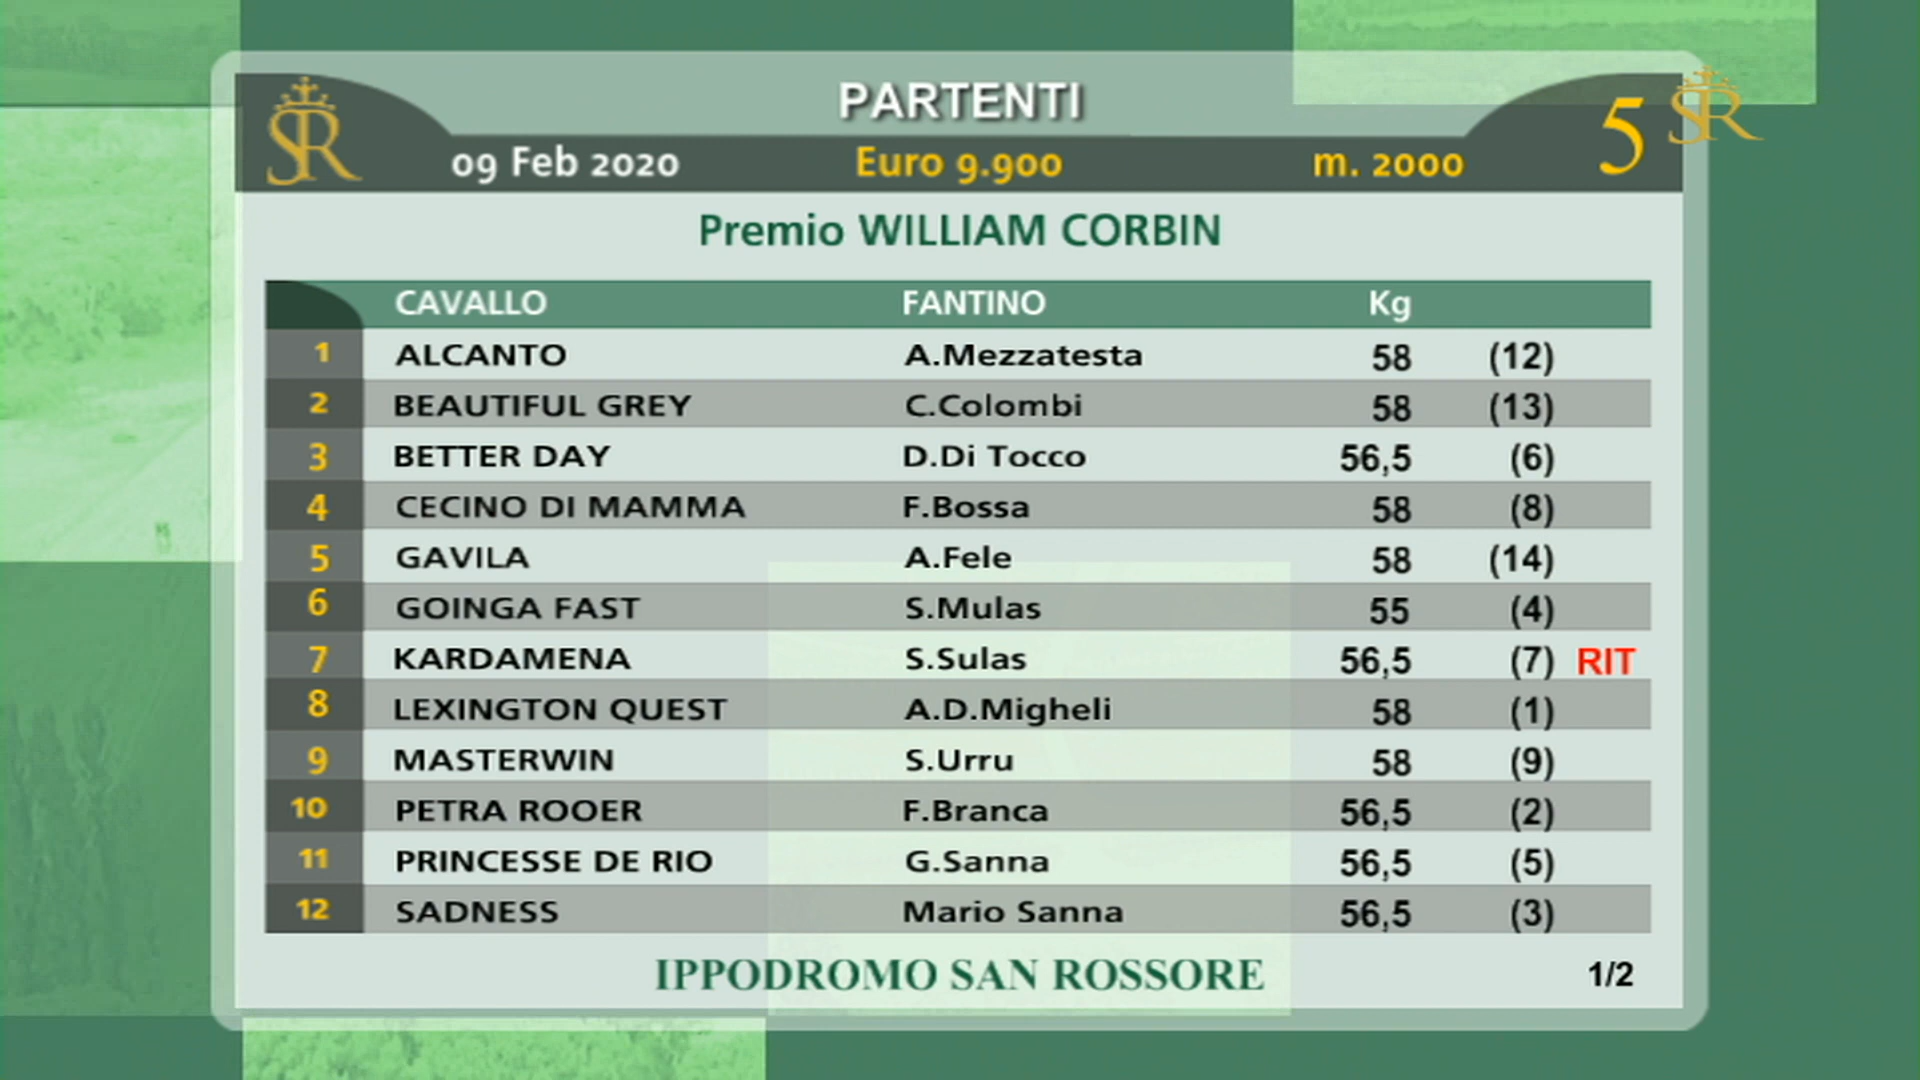 PARTENTI
SR
09 Feb 2020 Euro 9.900 m. 2000 5 SR
Premio WILLIAM CORBIN
CAVALLO FANTINO Kg
1 ALCANTO A.Mezzatesta 58 (12)
2 BEAUTIFUL GREY C.Colombi 58 (13)
3 BETTER DAY D.Di Tocco 56,5 (6)
4 CECINO DI MAMMA F.Bossa 58 (8)
5 GAVILA A.Fele 58 (14)
6 GOINGA FAST S.Mulas 55 (4)
7 KARDAMENA S.Sulas 56,5 (7) RIT
8 LEXINGTON QUEST A.D.Migheli 58 (1)
9 MASTERWIN S.Urru 58 (9)
10 PETRA ROOER F.Branca 56,5 (2)
11 PRINCESSE DE RIO G.Sanna 56,5 (5)
12 SADNESS Mario Sanna 56,5 (3)
IPPODROMO SAN ROSSORE 1/2